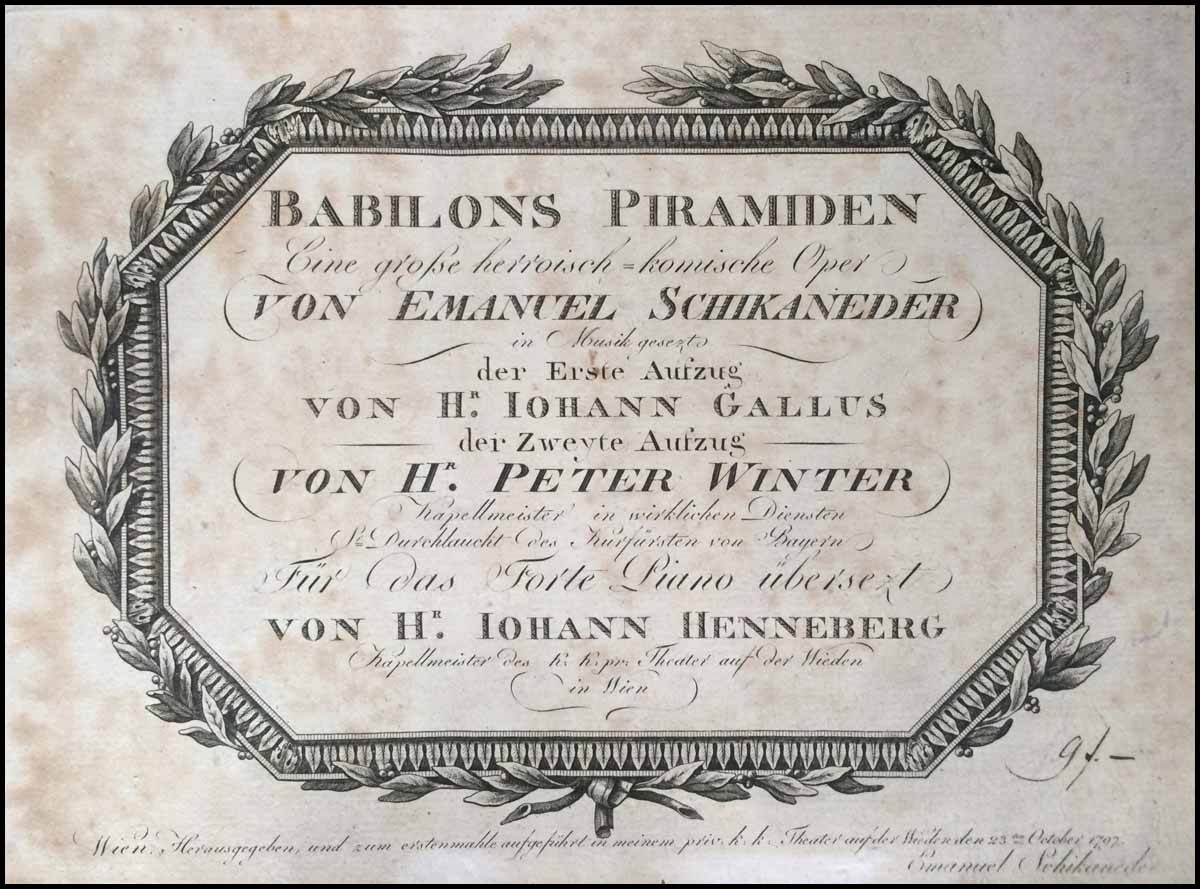 BABILONS PIRAMIDEN
Eine große herroisch=komische Oper
VON EMANUEL SCHIKANEDER
in Musik gesezt
der Erste Aufzug
VON HR. IOHANN GALLUS
der Zweyte Aufzug
VON HR. PETER WINTER
Kapellmeister in wirklichen Diensten
Sr Durchlaucht des Kurfürsten von Bayern
Für das Forte Piano übersezt
VON HR. IOHANN HENNEBERG
Kapellmeister des k. k. pr: Theater auf der Wieden
in Wien
9 f. –
Wien. Herausgegeben, und zum erstenmahle aufgeführt in meinem priv. k. k. Theater auf der Wieden den 23ten October 1797.
Emanuel Schikaneder